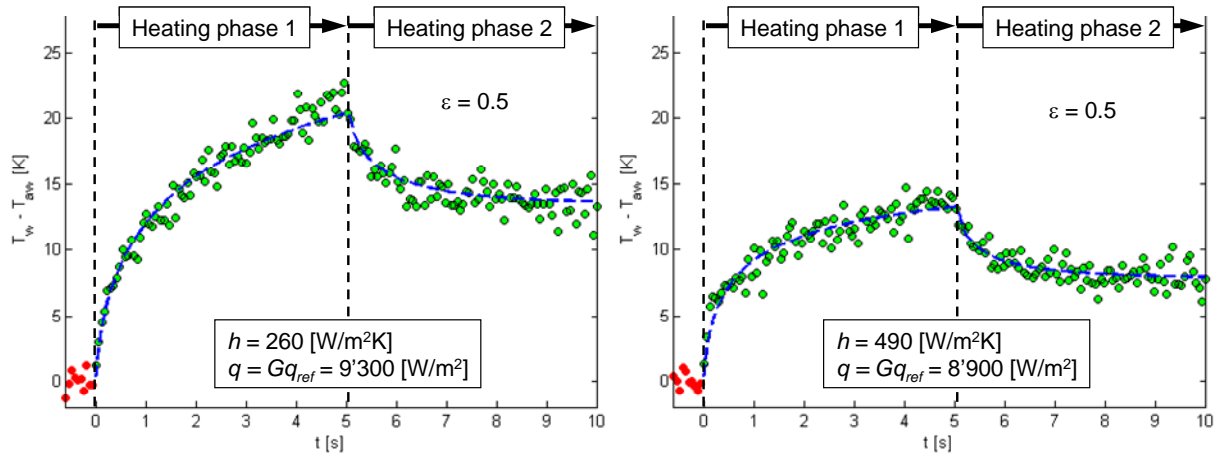 Heating phase 1
Heating phase 2
25
20
15
10
5
0
T_w - T_aw [K]
ε = 0.5
h = 260 [W/m²K]
q = Gq_ref = 9'300 [W/m²]
0 1 2 3 4 5 6 7 8 9 10
t [s]
Heating phase 1
Heating phase 2
25
20
15
10
5
0
T_w - T_aw [K]
ε = 0.5
h = 490 [W/m²K]
q = Gq_ref = 8'900 [W/m²]
0 1 2 3 4 5 6 7 8 9 10
t [s]